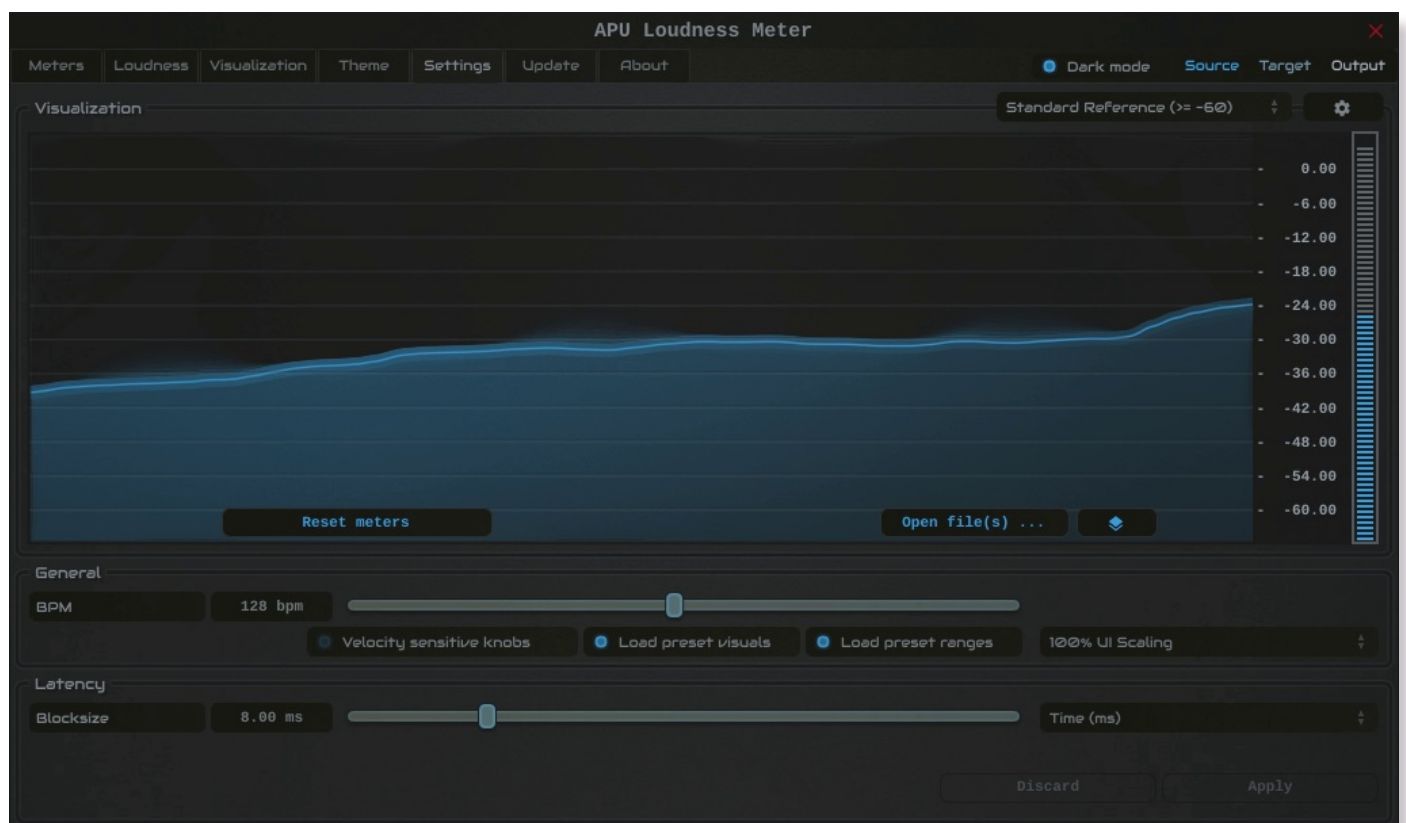 APU Loudness Meter
Meters Loudness Visualization Theme Settings Update About Dark mode Source Target Output
Visualization Standard Reference (>= -60)
- 0.00
- -6.00
- -12.00
- -18.00
- -24.00
- -30.00
- -36.00
- -42.00
- -48.00
- -54.00
- -60.00
Reset meters Open file(s) ...
General
BPM 128 bpm
Velocity sensitive knobs Load preset visuals Load preset ranges 100% UI Scaling
Latency
Blocksize 8.00 ms Time (ms)
Discard Apply